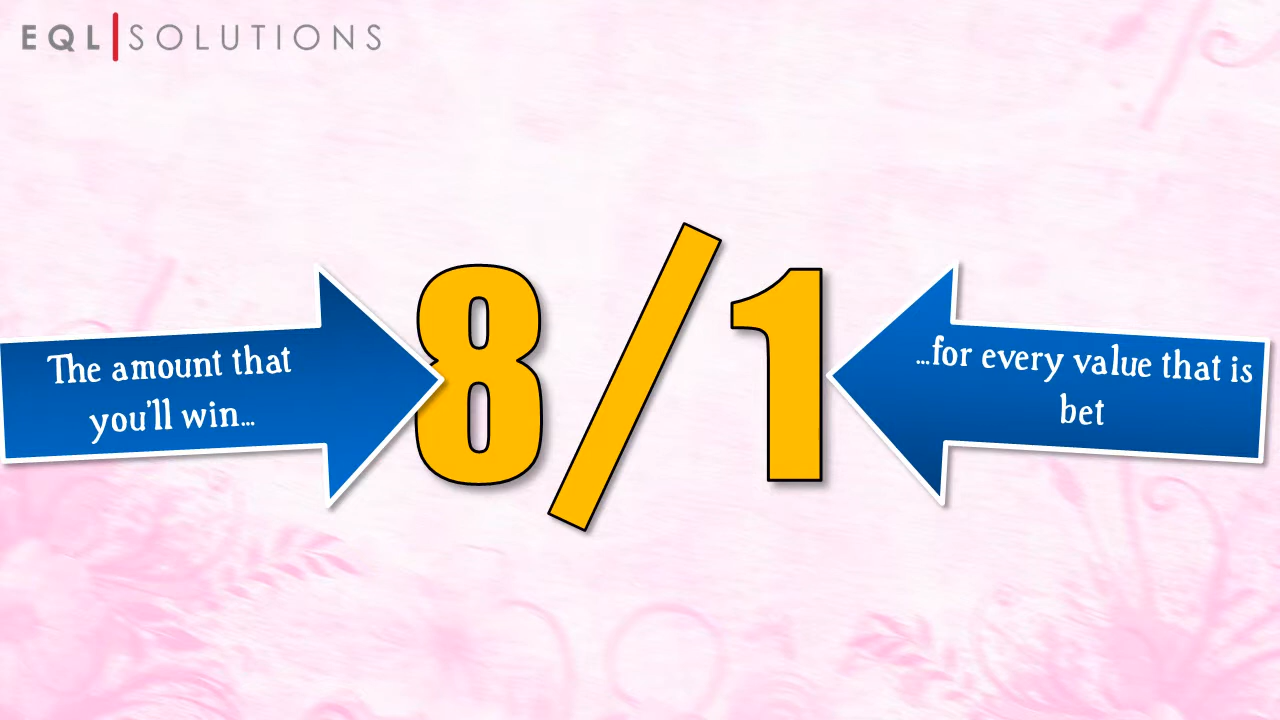 EQL|SOLUTIONS
8/1
The amount that
you'll win...
...for every value that is
bet